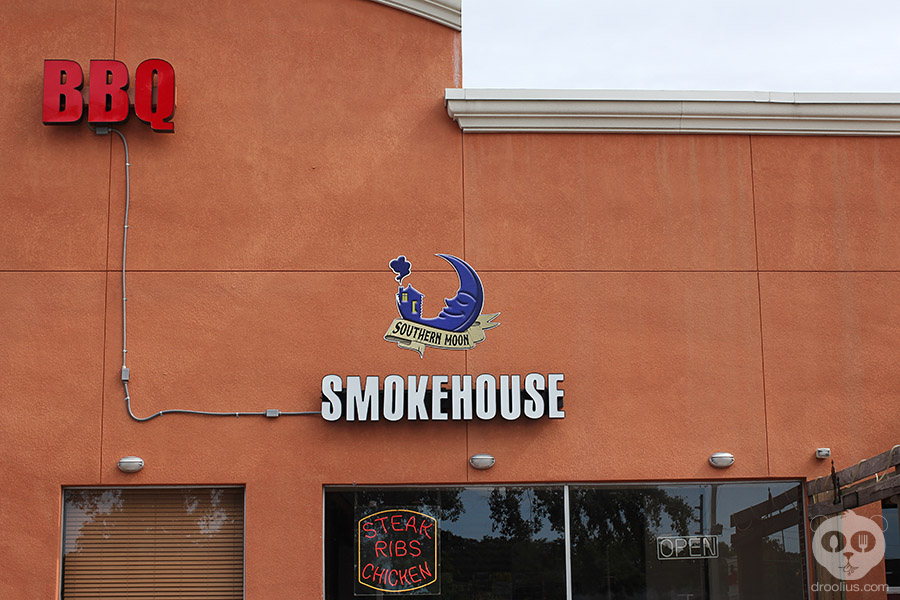 BBQ
SOUTHERN MOON
SMOKEHOUSE
STEAK
RIBS
CHICKEN
OPEN
droolius.com